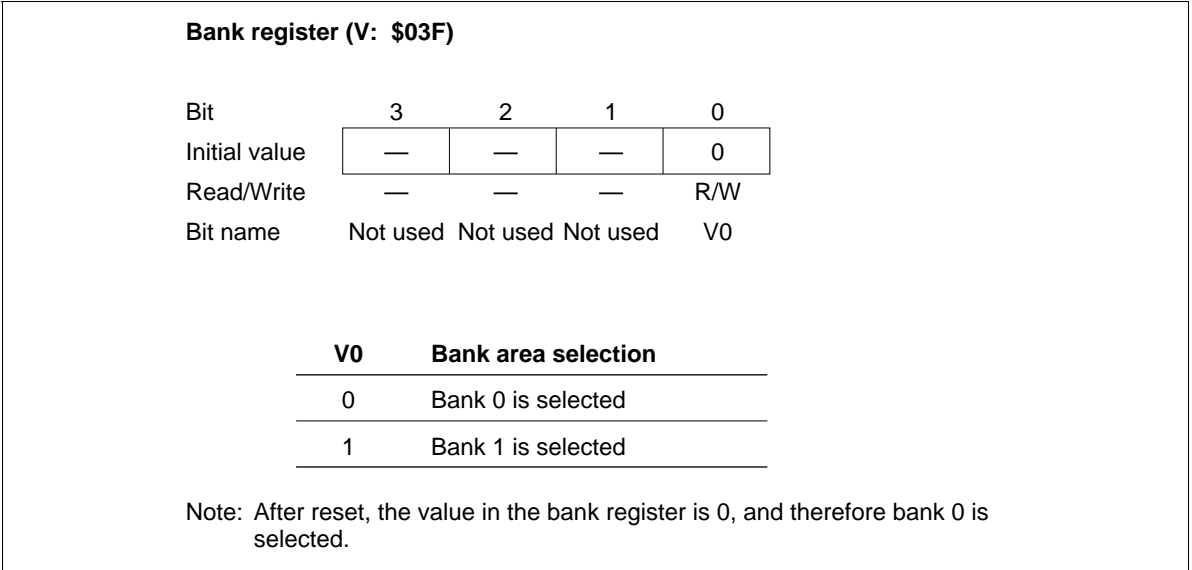 Bank register (V: $03F)
Bit 3 2 1 0
Initial value — — — 0
Read/Write — — — R/W
Bit name Not used Not used Not used V0
V0 Bank area selection
0 Bank 0 is selected
1 Bank 1 is selected
Note: After reset, the value in the bank register is 0, and therefore bank 0 is
selected.